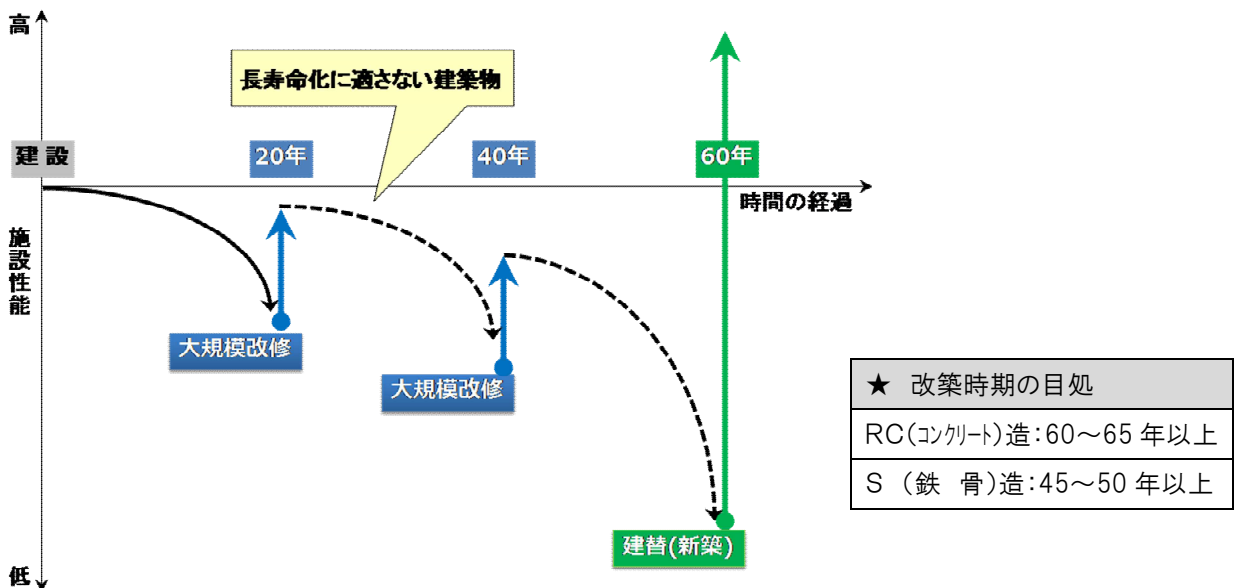 高
長寿命化に適さない建築物
建 設
20年
40年
60年
時間の経過
施設性能
大規模改修
大規模改修
建替(新築)
低
★ 改築時期の目処
RC(ｺﾝｸﾘｰﾄ)造：60～65 年以上
S （鉄 骨）造：45～50 年以上